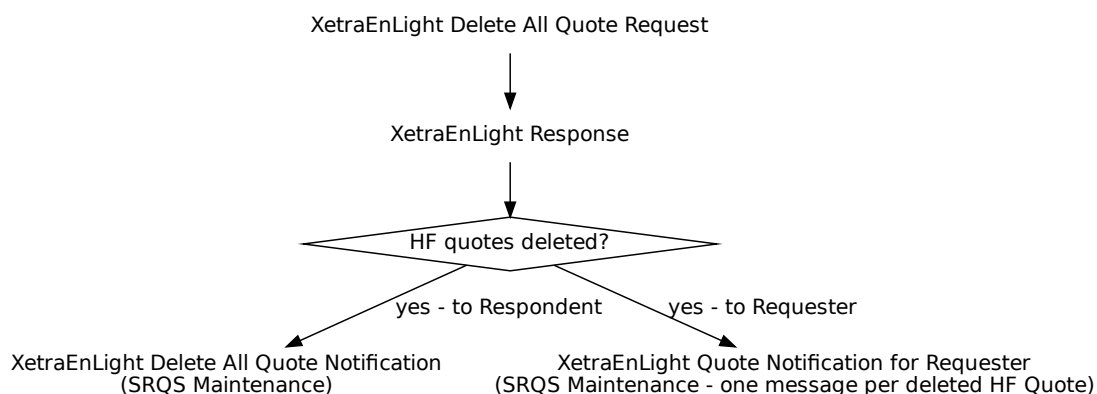 XetraEnLight Delete All Quote Request
XetraEnLight Response
HF quotes deleted?
yes - to Respondent
yes - to Requester
XetraEnLight Delete All Quote Notification
(SRQS Maintenance)
XetraEnLight Quote Notification for Requester
(SRQS Maintenance - one message per deleted HF Quote)